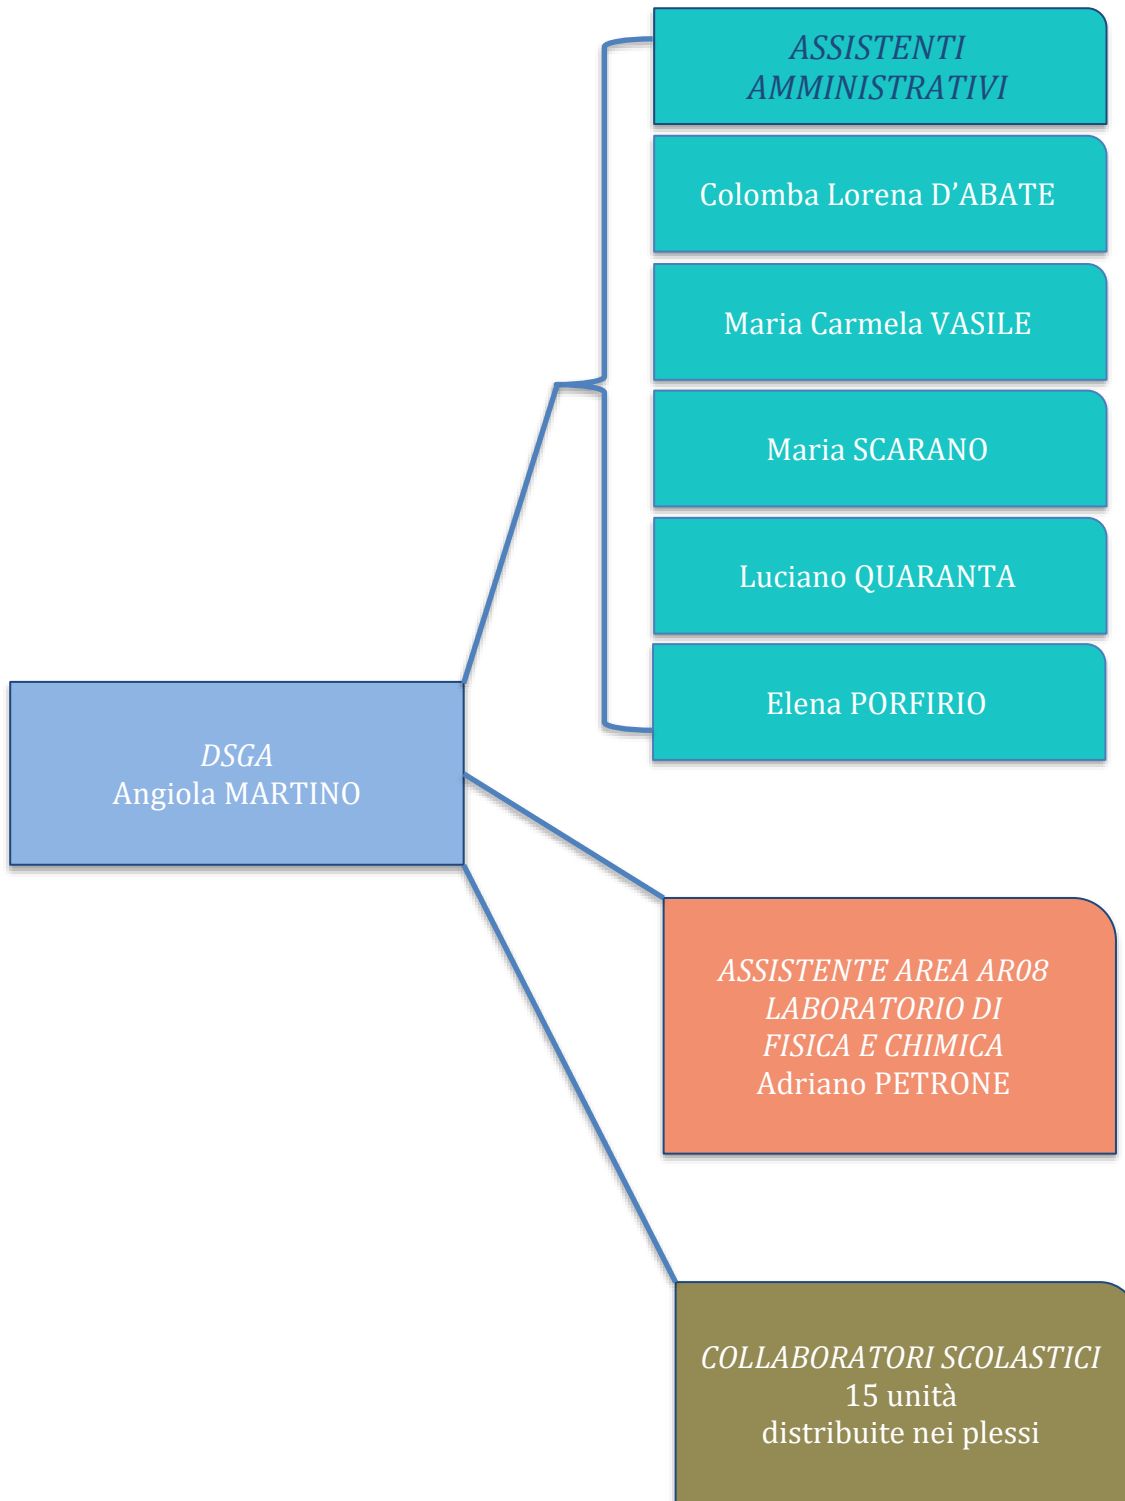 ASSISTENTI
AMMINISTRATIVI
Colomba Lorena D’ABATE
Maria Carmela VASILE
Maria SCARANO
Luciano QUARANTA
Elena PORFIRIO
DSGA
Angiola MARTINO
ASSISTENTE AREA AR08
LABORATORIO DI
FISICA E CHIMICA
Adriano PETRONE
COLLABORATORI SCOLASTICI
15 unità
distribuite nei plessi